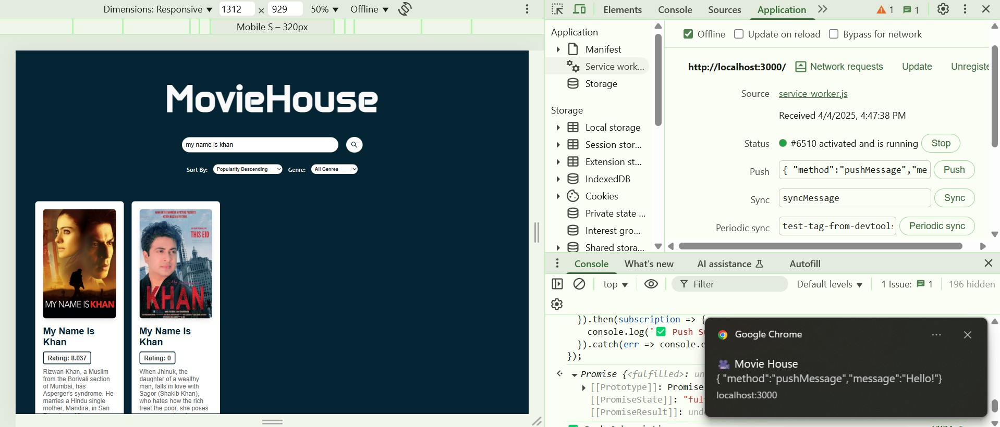 Dimensions: Responsive ▼ 1312 × 929 50% ▼ Offline ▼
Mobile S – 320px
MovieHouse
my name is khan
Sort By: Popularity Descending Genre: All Genres
THIS EID
KHAN
MY NAME IS KHAN
My Name Is
Khan
Rating: 8.037
Rizwan Khan, a Muslim
from the Borivali section
of Mumbai, has
Asperger's syndrome. He
marries a Hindu single
mother, Mandira, in San
My Name Is
Khan
Rating: 0
When Jhinuk, the
daughter of a wealthy
man, falls in love with
Sagor (Shakib Khan),
who hates how the rich
treat the poor, she poses
Elements Console Sources Application 1 1
Application
Manifest
Service work...
Storage
Storage
Local storage
Session stor...
Extension st...
IndexedDB
Cookies
Private state ...
Interest gro...
Shared stora...
Offline Update on reload Bypass for network
http://localhost:3000/ Network requests Update Unregiste
Source service-worker.js
Received 4/4/2025, 4:47:38 PM
Status #6510 activated and is running Stop
Push { "method":"pushMessage","me Push
Sync syncMessage Sync
Periodic sync test-tag-from-devtools Periodic sync
Console What's new AI assistance Autofill
top ▼ Filter Default levels ▼ 1 Issue: 1 196 hidden
}).then(subscription => {
console.log('✅ Push S
}).catch(err => console.e
});
Promise {<fulfilled>: un
[[Prototype]]: Promise
[[PromiseState]]: "ful
[[PromiseResult]]: und
Google Chrome
Movie House
{ "method":"pushMessage","message":"Hello!"}
localhost:3000